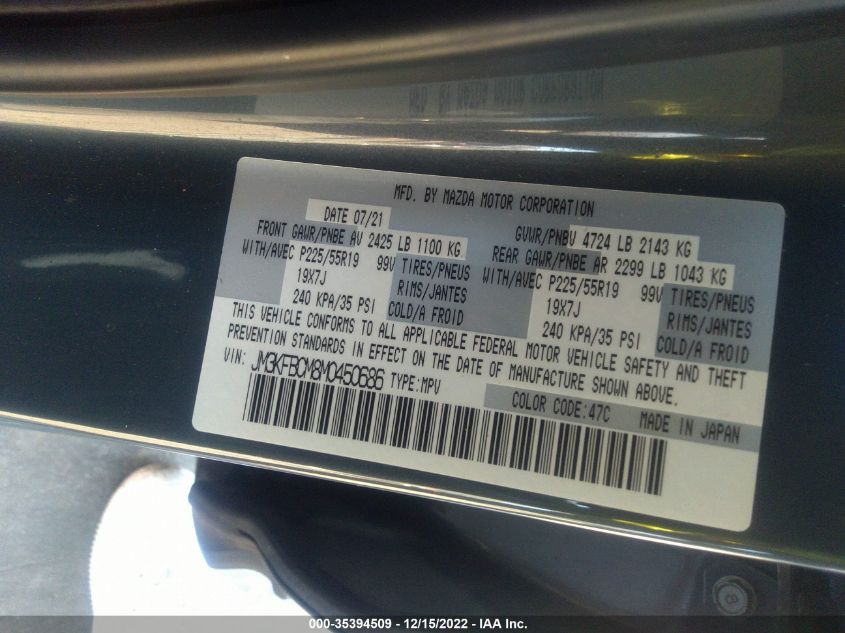 MFD. BY MAZDA MOTOR CORPORATION
DATE 07/21
GVWR/PNBV 4724 LB 2143 KG
FRONT GAWR/PNBE AV 2425 LB 1100 KG
REAR GAWR/PNBE AR 2299 LB 1043 KG
WITH/AVEC P225/55R19 99V TIRES/PNEUS
19X7J RIMS/JANTES
240 KPA/35 PSI COLD/A FROID
WITH/AVEC P225/55R19 99V TIRES/PNEUS
19X7J RIMS/JANTES
240 KPA/35 PSI COLD/A FROID
THIS VEHICLE CONFORMS TO ALL APPLICABLE FEDERAL MOTOR VEHICLE SAFETY AND THEFT
PREVENTION STANDARDS IN EFFECT ON THE DATE OF MANUFACTURE SHOWN ABOVE.
VIN: JM3KFBCM8M0450686 TYPE:MPV
COLOR CODE:47C MADE IN JAPAN
000-35394509 - 12/15/2022 - IAA Inc.